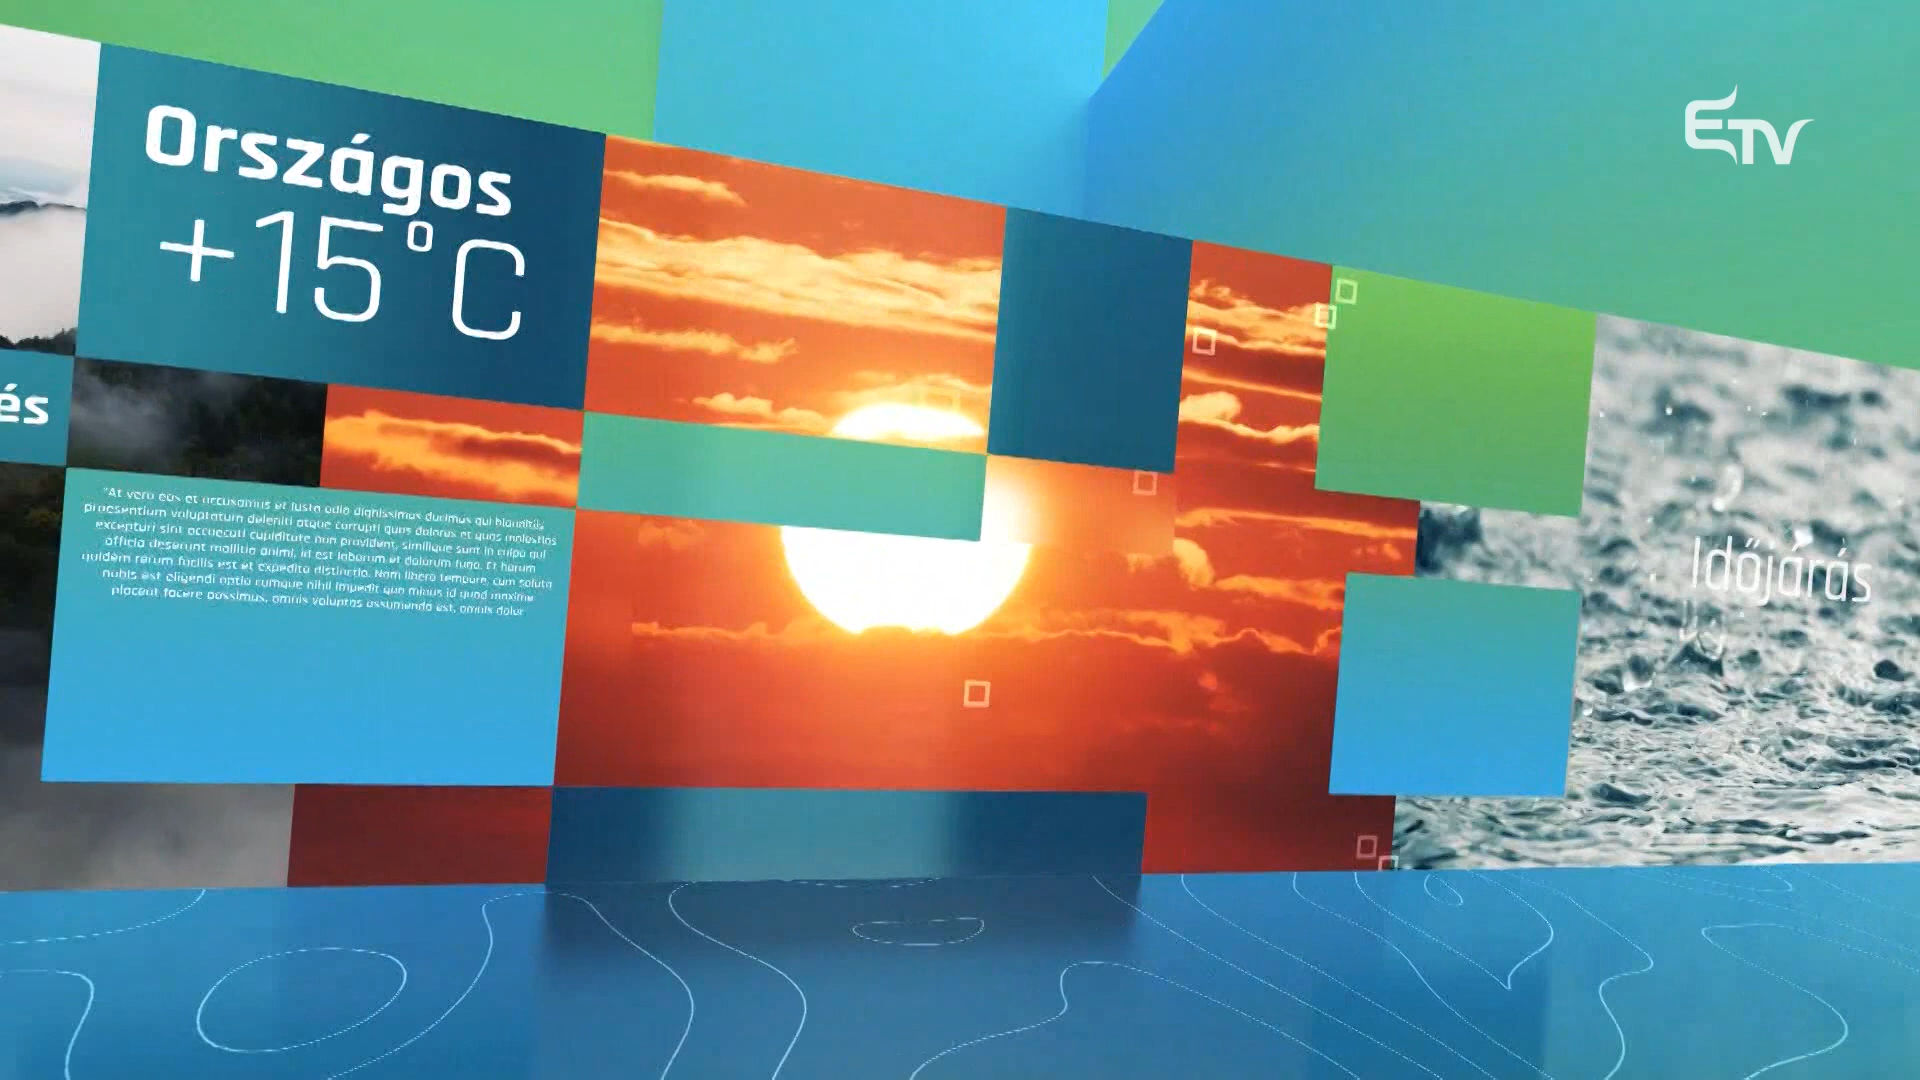 ETV
Országos
+15°C
és
"At vero eos et accusamus et iusto odio dignissimos ducimus qui blanditiis
praesentium voluptatum deleniti atque corrupti quos dolores et quas molestias
excepturi sint occaecati cupiditate non provident, similique sunt in culpa qui
officia deserunt mollitia animi, id est laborum et dolorum fuga. Et harum
quidem rerum facilis est et expedita distinctio. Nam libero tempore, cum soluta
nobis est eligendi optio cumque nihil impedit quo minus id quod maxime
placeat facere possimus, omnis voluptas assumenda est, omnis dolor
Időjárás